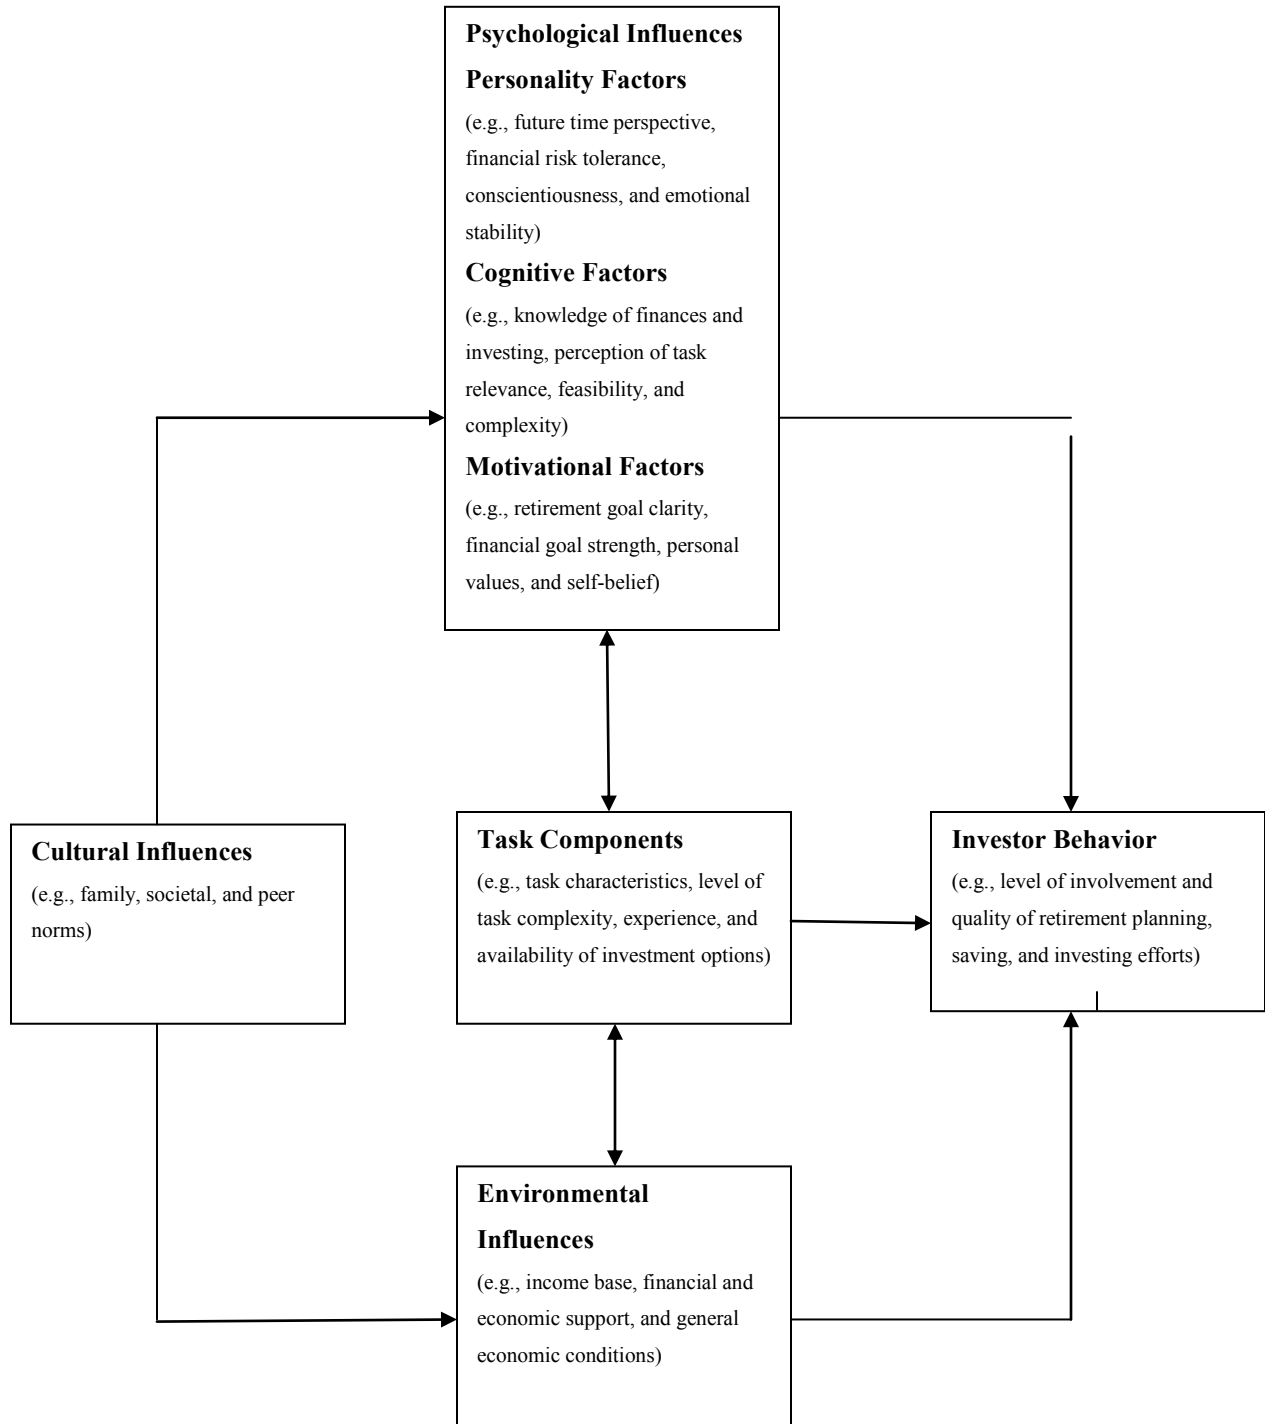 Psychological Influences
Personality Factors
(e.g., future time perspective,
financial risk tolerance,
conscientiousness, and emotional
stability)
Cognitive Factors
(e.g., knowledge of finances and
investing, perception of task
relevance, feasibility, and
complexity)
Motivational Factors
(e.g., retirement goal clarity,
financial goal strength, personal
values, and self-belief)
Cultural Influences
(e.g., family, societal, and peer
norms)
Task Components
(e.g., task characteristics, level of
task complexity, experience, and
availability of investment options)
Investor Behavior
(e.g., level of involvement and
quality of retirement planning,
saving, and investing efforts)
Environmental
Influences
(e.g., income base, financial and
economic support, and general
economic conditions)